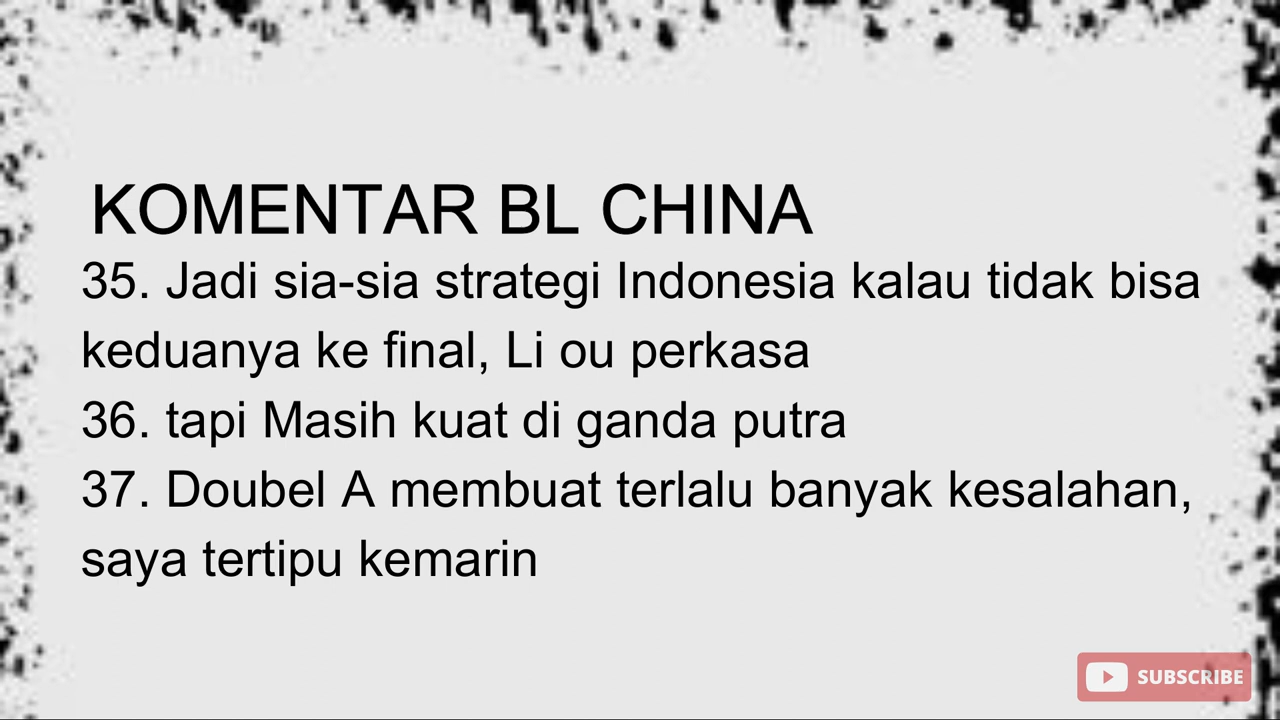 KOMENTAR BL CHINA
35. Jadi sia-sia strategi Indonesia kalau tidak bisa
keduanya ke final, Li ou perkasa
36. tapi Masih kuat di ganda putra
37. Doubel A membuat terlalu banyak kesalahan,
saya tertipu kemarin
SUBSCRIBE